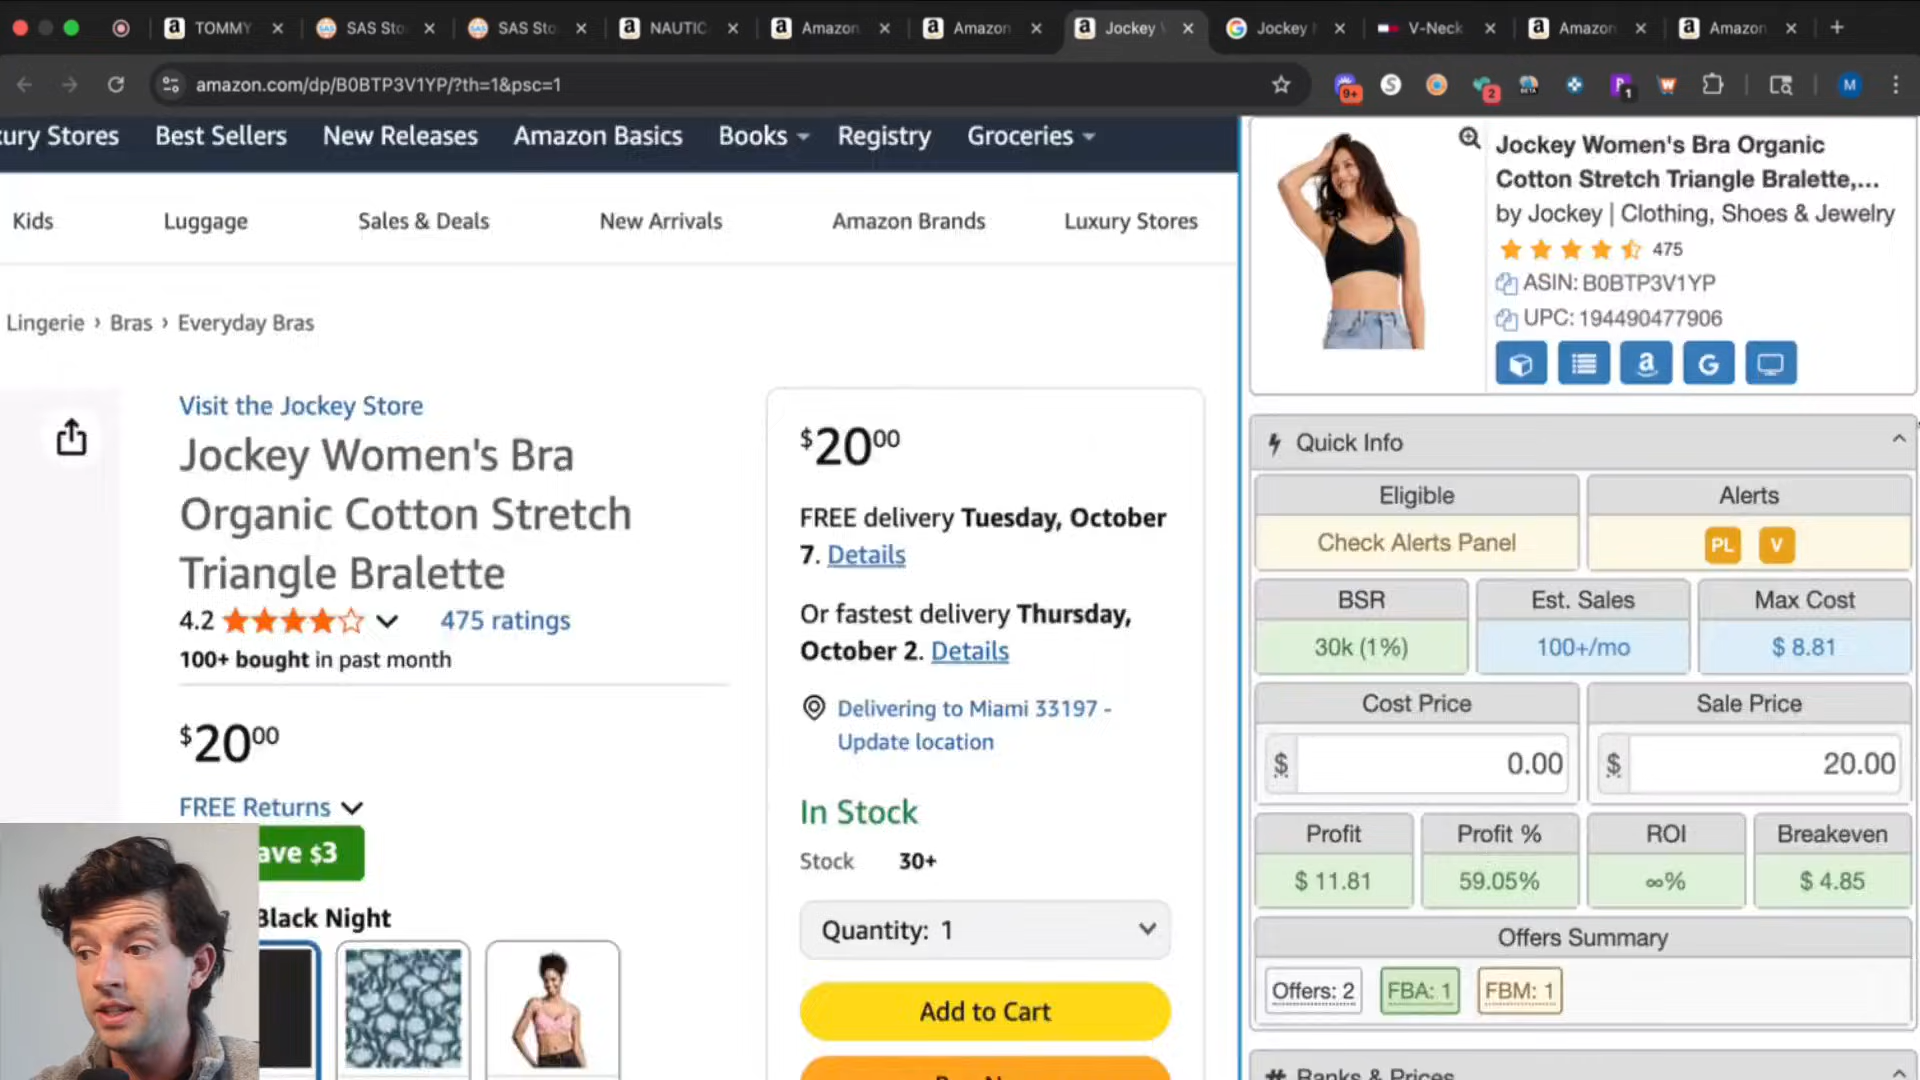 TOMMY
SAS Sto
SAS Sto
NAUTIC
Amazon
Amazon
Jockey
Jockey
V-Neck
Amazon
Amazon
amazon.com/dp/B0BTP3V1YP/?th=1&psc=1
9+
2
BETA
1
M
ury Stores
Best Sellers
New Releases
Amazon Basics
Books
Registry
Groceries
Kids
Luggage
Sales & Deals
New Arrivals
Amazon Brands
Luxury Stores
Lingerie › Bras › Everyday Bras
Visit the Jockey Store
Jockey Women's Bra
Organic Cotton Stretch
Triangle Bralette
4.2
475 ratings
100+ bought in past month
$20 00
FREE Returns
ave $3
Black Night
$20 00
FREE delivery Tuesday, October
7. Details
Or fastest delivery Thursday,
October 2. Details
Delivering to Miami 33197 -
Update location
In Stock
Stock 30+
Quantity: 1
Add to Cart
Jockey Women's Bra Organic
Cotton Stretch Triangle Bralette,...
by Jockey | Clothing, Shoes & Jewelry
475
ASIN: B0BTP3V1YP
UPC: 194490477906
Quick Info
Eligible
Alerts
Check Alerts Panel
PL V
BSR
Est. Sales
Max Cost
30k (1%)
100+/mo
$ 8.81
Cost Price
Sale Price
$ 0.00
$ 20.00
Profit
Profit %
ROI
Breakeven
$ 11.81
59.05%
∞%
$ 4.85
Offers Summary
Offers: 2
FBA: 1
FBM: 1
Ranks & Prices